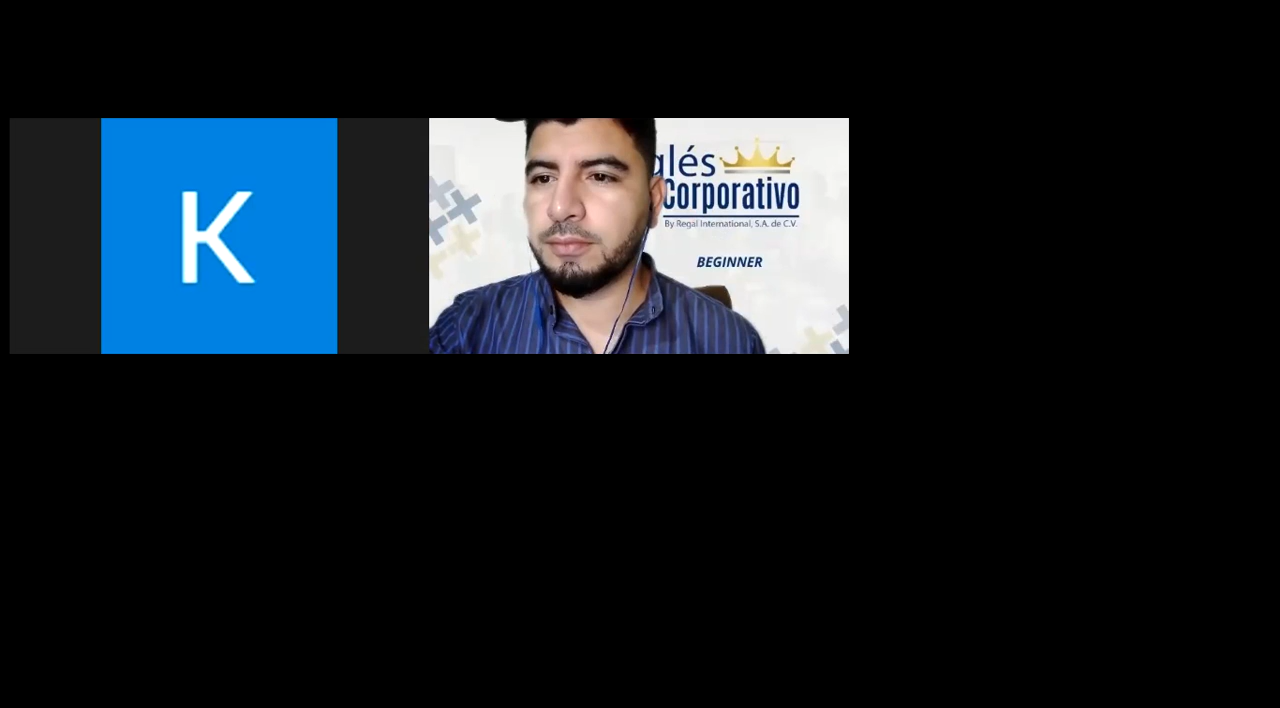 K
glés
Corporativo
By Regal International, S.A. de C.V.
BEGINNER